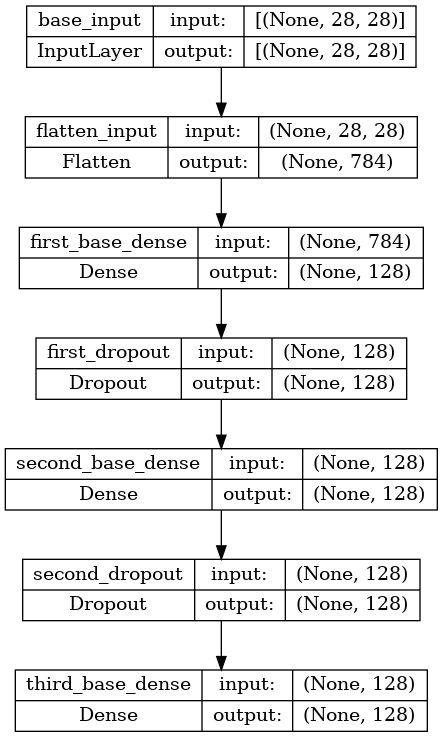 base_input input: [(None, 28, 28)]
InputLayer output: [(None, 28, 28)]
flatten_input input: (None, 28, 28)
Flatten output: (None, 784)
first_base_dense input: (None, 784)
Dense output: (None, 128)
first_dropout input: (None, 128)
Dropout output: (None, 128)
second_base_dense input: (None, 128)
Dense output: (None, 128)
second_dropout input: (None, 128)
Dropout output: (None, 128)
third_base_dense input: (None, 128)
Dense output: (None, 128)